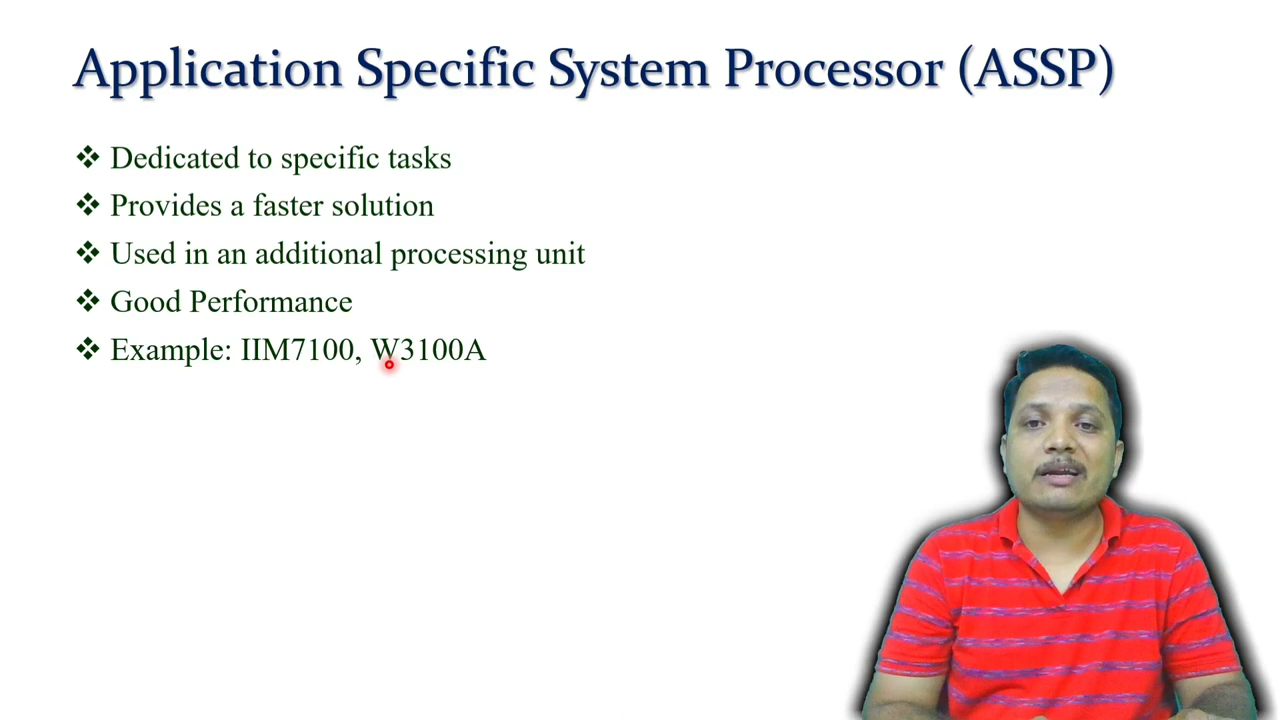 Application Specific System Processor (ASSP)
❖ Dedicated to specific tasks
❖ Provides a faster solution
❖ Used in an additional processing unit
❖ Good Performance
❖ Example: IIM7100, W3100A